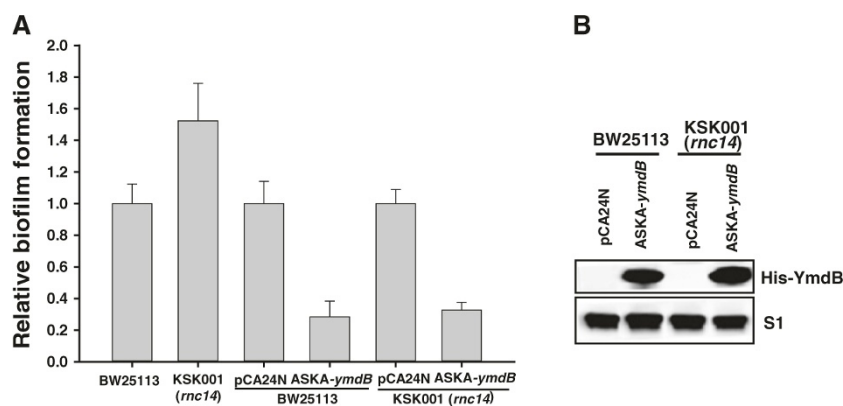 A
Relative biofilm formation
2.0
1.8
1.6
1.4
1.2
1.0
0.8
0.6
0.4
0.2
0.0
BW25113
KSK001
(rnc14)
pCA24N ASKA-ymdB
BW25113
pCA24N ASKA-ymdB
KSK001 (rnc14)
B
BW25113
KSK001
(rnc14)
pCA24N
ASKA-ymdB
pCA24N
ASKA-ymdB
His-YmdB
S1